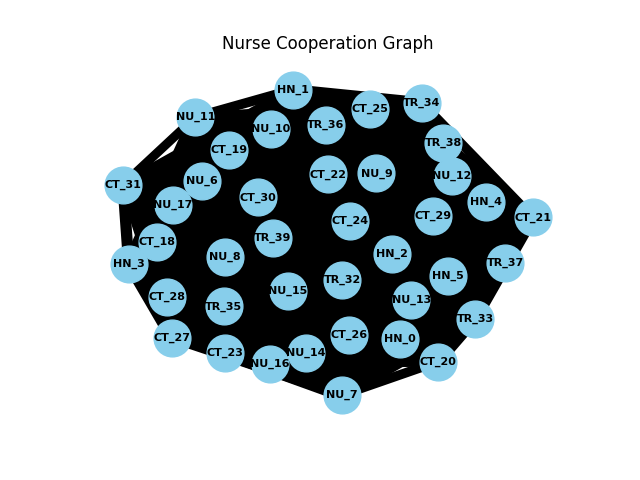 Nurse Cooperation Graph
HN_1
TR_34
CT_25
NU_11
TR_36
NU_10
TR_38
CT_19
NU_9
CT_22
NU_12
NU_6
CT_31
CT_30
HN_4
NU_17
CT_29
CT_21
CT_24
TR_39
CT_18
HN_2
NU_8
TR_37
HN_3
HN_5
TR_32
NU_15
CT_28
NU_13
TR_35
TR_33
CT_26
CT_27
HN_0
CT_23
NU_14
CT_20
NU_16
NU_7